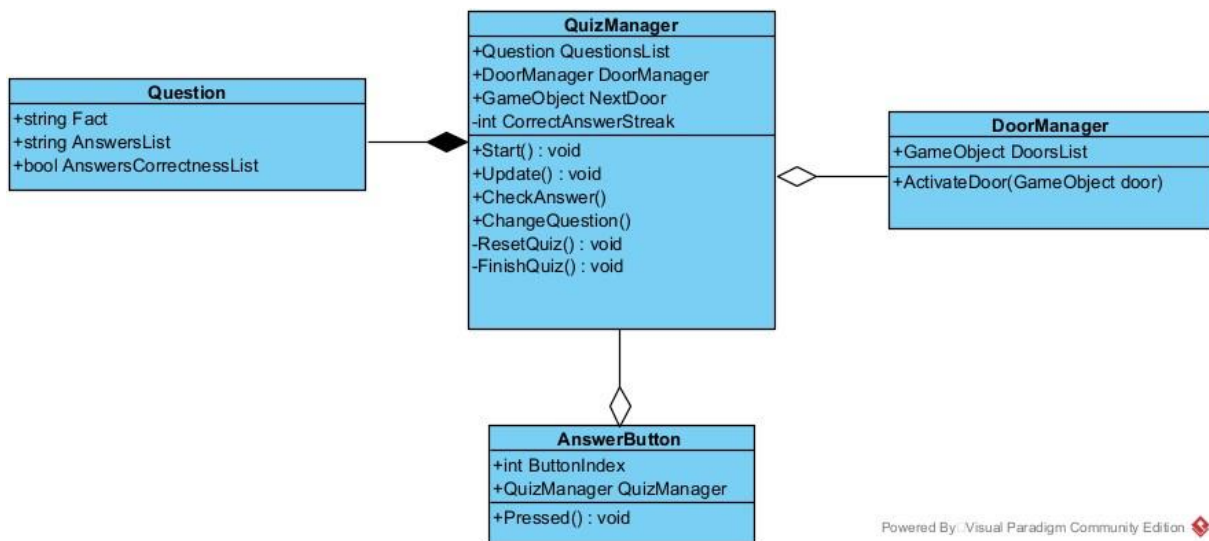 QuizManager
+Question QuestionsList
+DoorManager DoorManager
+GameObject NextDoor
-int CorrectAnswerStreak
+Start() : void
+Update() : void
+CheckAnswer()
+ChangeQuestion()
-ResetQuiz() : void
-FinishQuiz() : void
Question
+string Fact
+string AnswersList
+bool AnswersCorrectnessList
DoorManager
+GameObject DoorsList
+ActivateDoor(GameObject door)
AnswerButton
+int ButtonIndex
+QuizManager QuizManager
+Pressed() : void
Powered By Visual Paradigm Community Edition